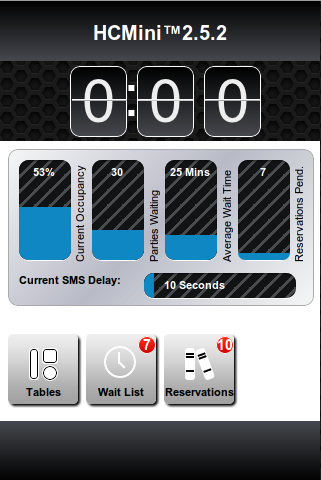 HCMini™2.5.2
0:00
53%
Current Occupancy
30
Parties Waiting
25 Mins
Average Wait Time
7
Reservations Pend.
Current SMS Delay:
10 Seconds
Tables
7
Wait List
10
Reservations